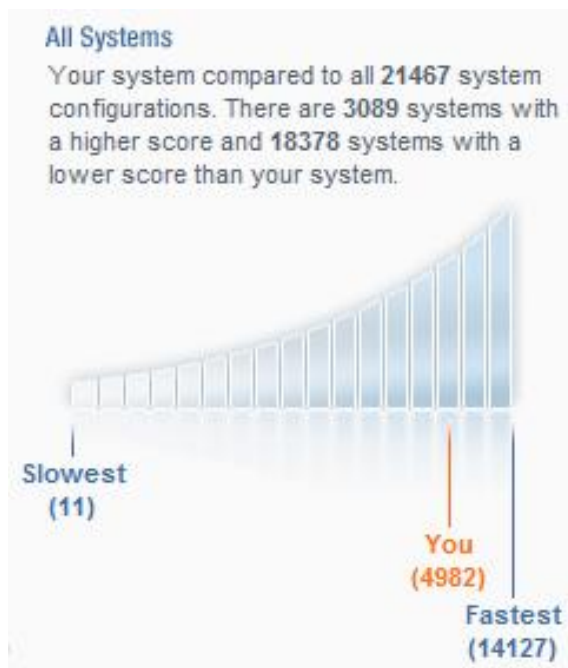 All Systems
Your system compared to all 21467 system
configurations. There are 3089 systems with
a higher score and 18378 systems with a
lower score than your system.
Slowest
(11)
You
(4982)
Fastest
(14127)